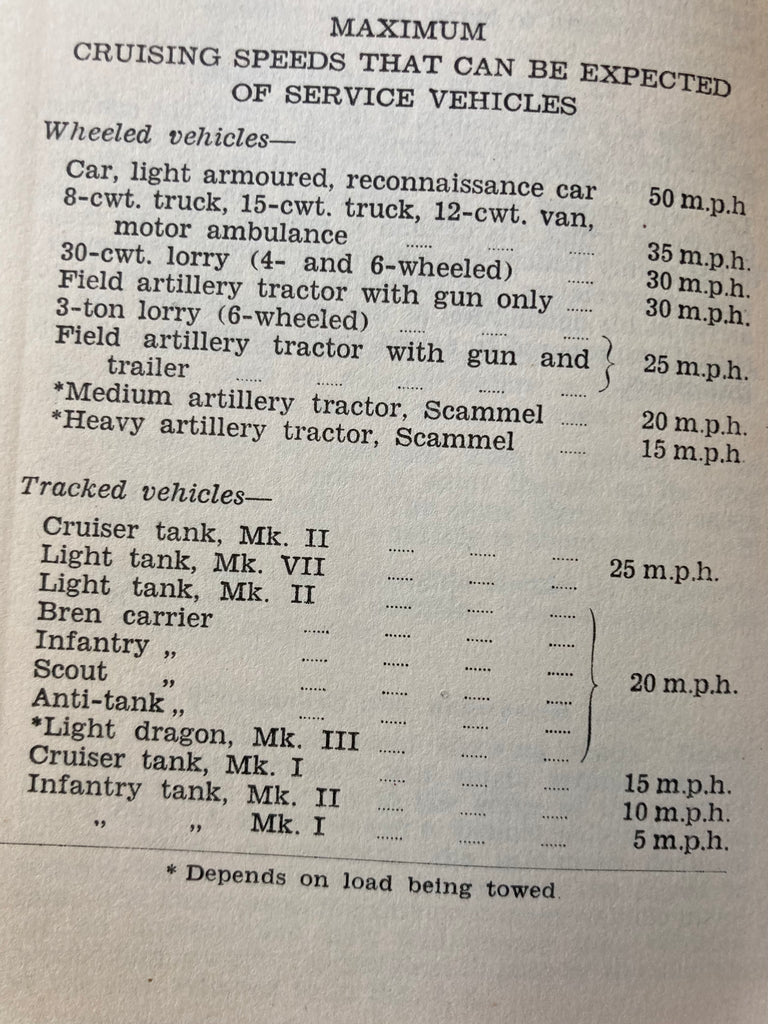 MAXIMUM
CRUISING SPEEDS THAT CAN BE EXPECTED
OF SERVICE VEHICLES
Wheeled vehicles—
Car, light armoured, reconnaissance car 50 m.p.h
8-cwt. truck, 15-cwt. truck, 12-cwt. van,
motor ambulance ...... ...... ...... 35 m.p.h.
30-cwt. lorry (4- and 6-wheeled) ...... 30 m.p.h.
Field artillery tractor with gun only ...... 30 m.p.h.
3-ton lorry (6-wheeled) ...... ...... ......
Field artillery tractor with gun and } 25 m.p.h.
trailer ...... ...... ...... ...... ......
*Medium artillery tractor, Scammel ...... 20 m.p.h.
*Heavy artillery tractor, Scammel ...... 15 m.p.h
Tracked vehicles—
Cruiser tank, Mk. II ...... ...... ......
Light tank, Mk. VII ...... ...... ...... 25 m.p.h.
Light tank, Mk. II ...... ...... ......
Bren carrier ...... ...... ...... ......
Infantry „ ...... ...... ...... ......
Scout „ ...... ...... ...... ...... } 20 m.p.h.
Anti-tank „ ...... ...... ...... ......
*Light dragon, Mk. III ...... ...... ......
Cruiser tank, Mk. I ...... ...... ...... 15 m.p.h.
Infantry tank, Mk. II ...... ...... ...... 10 m.p.h.
„ „ Mk. I ...... ...... ...... 5 m.p.h.
* Depends on load being towed.